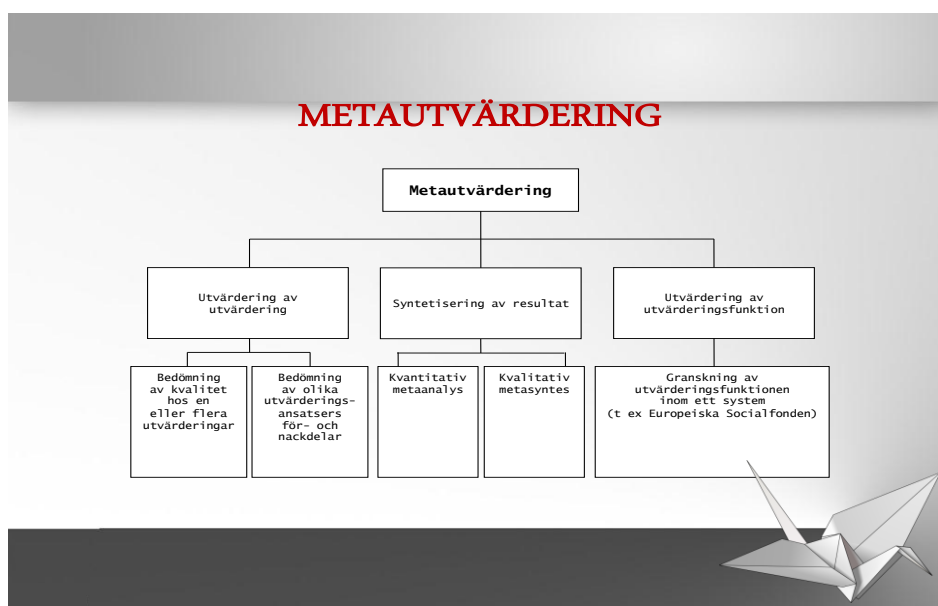 METAUTVÄRDERING
Metautvärdering
Utvärdering av
utvärdering
Syntetisering av resultat
Utvärdering av
utvärderingsfunktion
Bedömning
av kvalitet
hos en
eller flera
utvärderingar
Bedömning
av olika
utvärderings-
ansatsers
för- och
nackdelar
Kvantitativ
metaanalys
Kvalitativ
metasyntes
Granskning av
utvärderingsfunktionen
inom ett system
(t ex Europeiska Socialfonden)